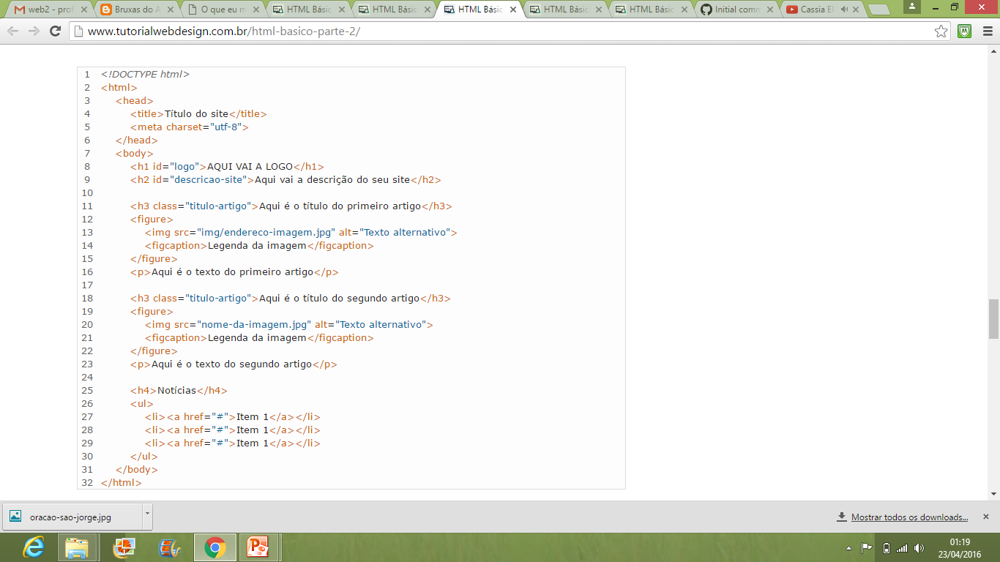 web2 - prof
Bruxas do A
O que eu m
HTML Básic
HTML Básic
HTML Básic
HTML Básic
HTML Básic
Initial comm
Cassia El
www.tutorialwebdesign.com.br/html-basico-parte-2/
1 <!DOCTYPE html>
2 <html>
3 <head>
4 <title>Título do site</title>
5 <meta charset="utf-8">
6 </head>
7 <body>
8 <h1 id="logo">AQUI VAI A LOGO</h1>
9 <h2 id="descricao-site">Aqui vai a descrição do seu site</h2>
10
11 <h3 class="titulo-artigo">Aqui é o título do primeiro artigo</h3>
12 <figure>
13 <img src="img/endereco-imagem.jpg" alt="Texto alternativo">
14 <figcaption>Legenda da imagem</figcaption>
15 </figure>
16 <p>Aqui é o texto do primeiro artigo</p>
17
18 <h3 class="titulo-artigo">Aqui é o título do segundo artigo</h3>
19 <figure>
20 <img src="nome-da-imagem.jpg" alt="Texto alternativo">
21 <figcaption>Legenda da imagem</figcaption>
22 </figure>
23 <p>Aqui é o texto do segundo artigo</p>
24
25 <h4>Notícias</h4>
26 <ul>
27 <li><a href="#">Item 1</a></li>
28 <li><a href="#">Item 1</a></li>
29 <li><a href="#">Item 1</a></li>
30 </ul>
31 </body>
32 </html>
oracao-sao-jorge.jpg
Mostrar todos os downloads...
01:19
23/04/2016